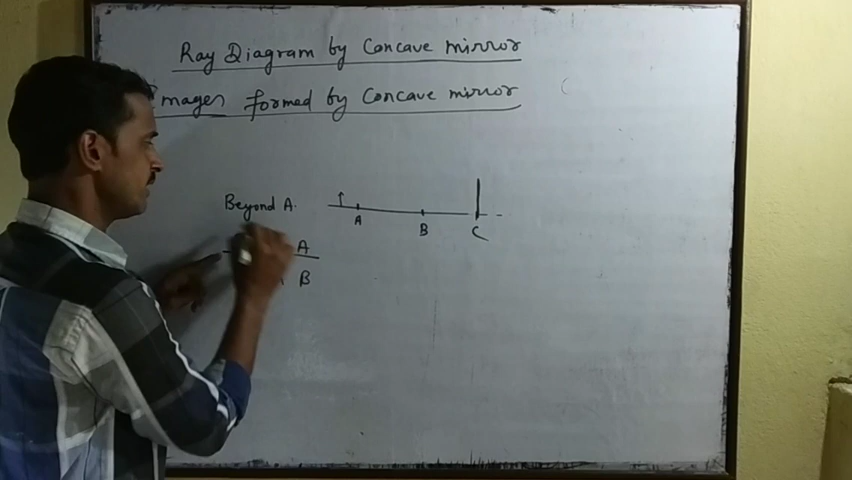 Ray Diagram by Concave mirror
mages formed by Concave mirror
Beyond A.
A B C
A
B